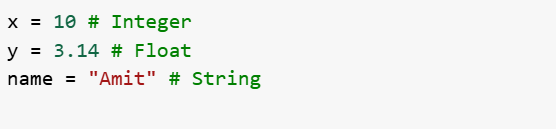 x = 10 # Integer
y = 3.14 # Float
name = "Amit" # String